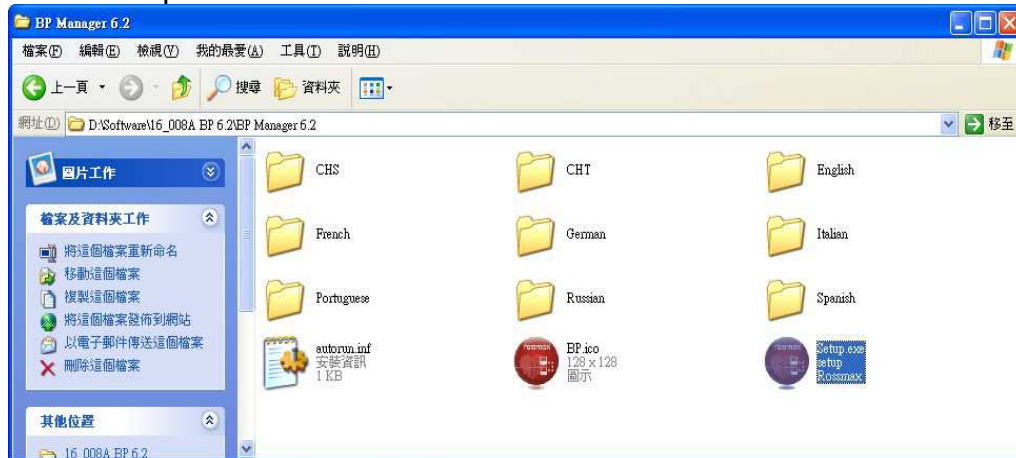 BP Manager 6.2
檔案(F) 編輯(E) 檢視(V) 我的最愛(A) 工具(T) 說明(H)
上一頁 搜尋 資料夾
網址(D) D:\Software\16_008A BP 6.2\BP Manager 6.2 移至
圖片工作
檔案及資料夾工作
將這個檔案重新命名
移動這個檔案
複製這個檔案
將這個檔案發佈到網站
以電子郵件傳送這個檔案
刪除這個檔案
其他位置
16_008A BP 6.2
CHS
CHT
English
French
German
Italian
Portuguese
Russian
Spanish
autorun.inf
安裝資訊
1 KB
BP.ico
128 x 128
圖示
Setup.exe
setup
Rossmax